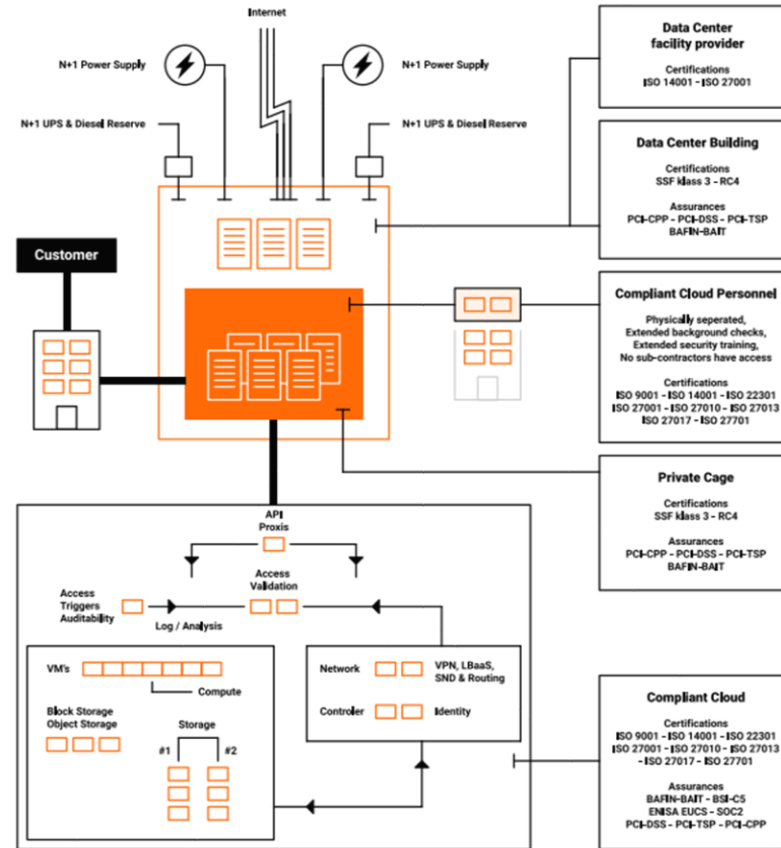 Internet
N+1 Power Supply
N+1 Power Supply
N+1 UPS & Diesel Reserve
N+1 UPS & Diesel Reserve
Data Center
facility provider
Certifications
ISO 14001 - ISO 27001
Data Center Building
Certifications
SSF klass 3 - RC4
Assurances
PCI-CPP - PCI-DSS - PCI-TSP
BAFIN-BAIT
Customer
Compliant Cloud Personnel
Physically seperated,
Extended background checks,
Extended security training,
No sub-contractors have access
Certifications
ISO 9001 - ISO 14001 - ISO 22301
ISO 27001 - ISO 27010 - ISO 27013
ISO 27017 - ISO 27701
Private Cage
Certifications
SSF klass 3 - RC4
Assurances
PCI-CPP - PCI-DSS - PCI-TSP
BAFIN-BAIT
API
Proxis
Access
Validation
Access
Triggers
Auditability
Log / Analysis
VM's
Compute
Block Storage
Object Storage
Storage
#1
#2
Network
VPN, LBaaS,
SND & Routing
Controler
Identity
Compliant Cloud
Certifications
ISO 9001 - ISO 14001 - ISO 22301
ISO 27001 - ISO 27010 - ISO 27013
- ISO 27017 - ISO 27701
Assurances
BAFIN-BAIT - BSI-C5
ENISA EUCS - SOC2
PCI-DSS - PCI-TSP - PCI-CPP